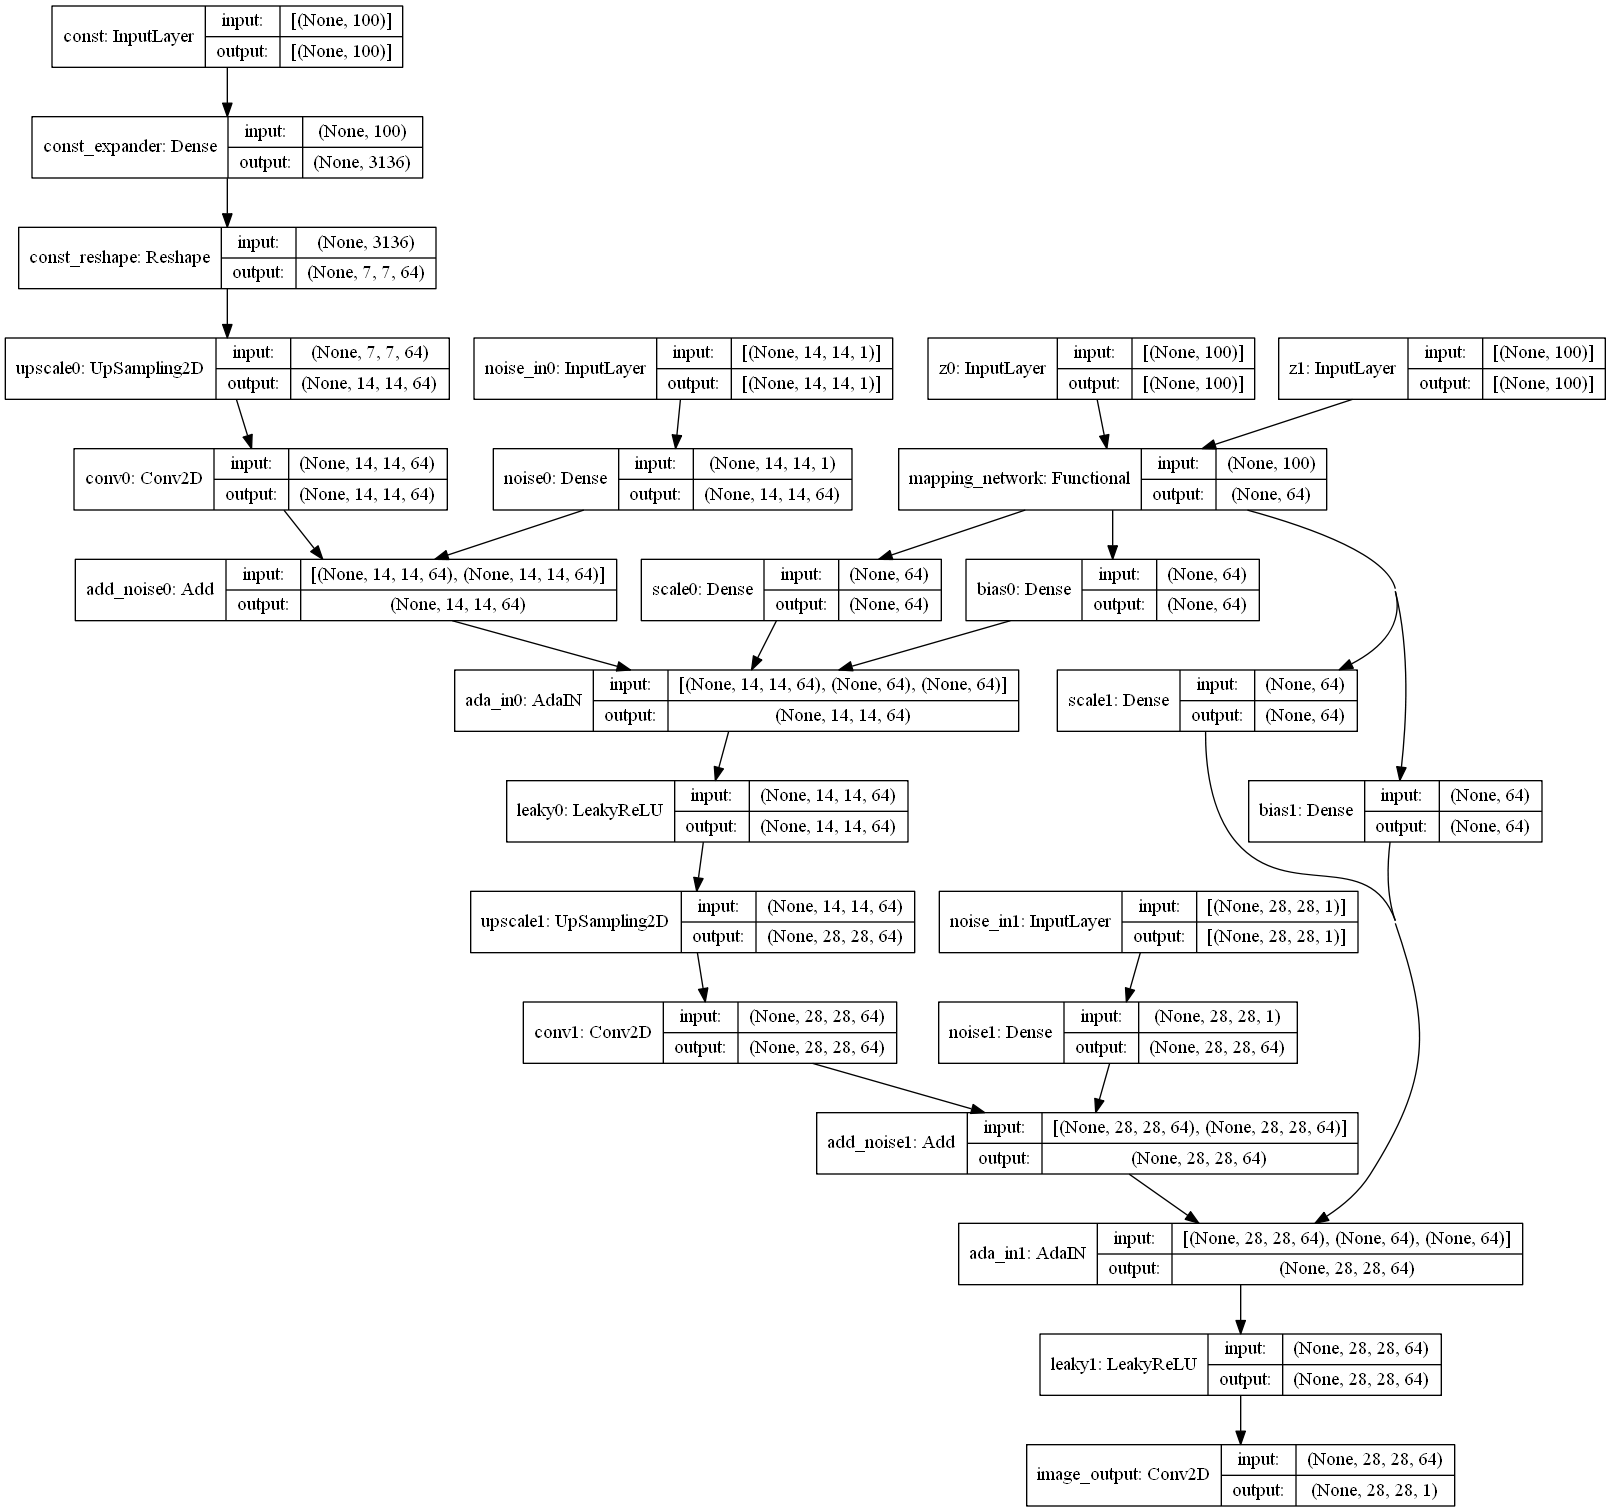 const: InputLayer
input: [(None, 100)]
output: [(None, 100)]
const_expander: Dense
input: (None, 100)
output: (None, 3136)
const_reshape: Reshape
input: (None, 3136)
output: (None, 7, 7, 64)
upscale0: UpSampling2D
input: (None, 7, 7, 64)
output: (None, 14, 14, 64)
noise_in0: InputLayer
input: [(None, 14, 14, 1)]
output: [(None, 14, 14, 1)]
z0: InputLayer
input: [(None, 100)]
output: [(None, 100)]
z1: InputLayer
input: [(None, 100)]
output: [(None, 100)]
conv0: Conv2D
input: (None, 14, 14, 64)
output: (None, 14, 14, 64)
noise0: Dense
input: (None, 14, 14, 1)
output: (None, 14, 14, 64)
mapping_network: Functional
input: (None, 100)
output: (None, 64)
add_noise0: Add
input: [(None, 14, 14, 64), (None, 14, 14, 64)]
output: (None, 14, 14, 64)
scale0: Dense
input: (None, 64)
output: (None, 64)
bias0: Dense
input: (None, 64)
output: (None, 64)
ada_in0: AdaIN
input: [(None, 14, 14, 64), (None, 64), (None, 64)]
output: (None, 14, 14, 64)
scale1: Dense
input: (None, 64)
output: (None, 64)
leaky0: LeakyReLU
input: (None, 14, 14, 64)
output: (None, 14, 14, 64)
bias1: Dense
input: (None, 64)
output: (None, 64)
upscale1: UpSampling2D
input: (None, 14, 14, 64)
output: (None, 28, 28, 64)
noise_in1: InputLayer
input: [(None, 28, 28, 1)]
output: [(None, 28, 28, 1)]
conv1: Conv2D
input: (None, 28, 28, 64)
output: (None, 28, 28, 64)
noise1: Dense
input: (None, 28, 28, 1)
output: (None, 28, 28, 64)
add_noise1: Add
input: [(None, 28, 28, 64), (None, 28, 28, 64)]
output: (None, 28, 28, 64)
ada_in1: AdaIN
input: [(None, 28, 28, 64), (None, 64), (None, 64)]
output: (None, 28, 28, 64)
leaky1: LeakyReLU
input: (None, 28, 28, 64)
output: (None, 28, 28, 64)
image_output: Conv2D
input: (None, 28, 28, 64)
output: (None, 28, 28, 1)